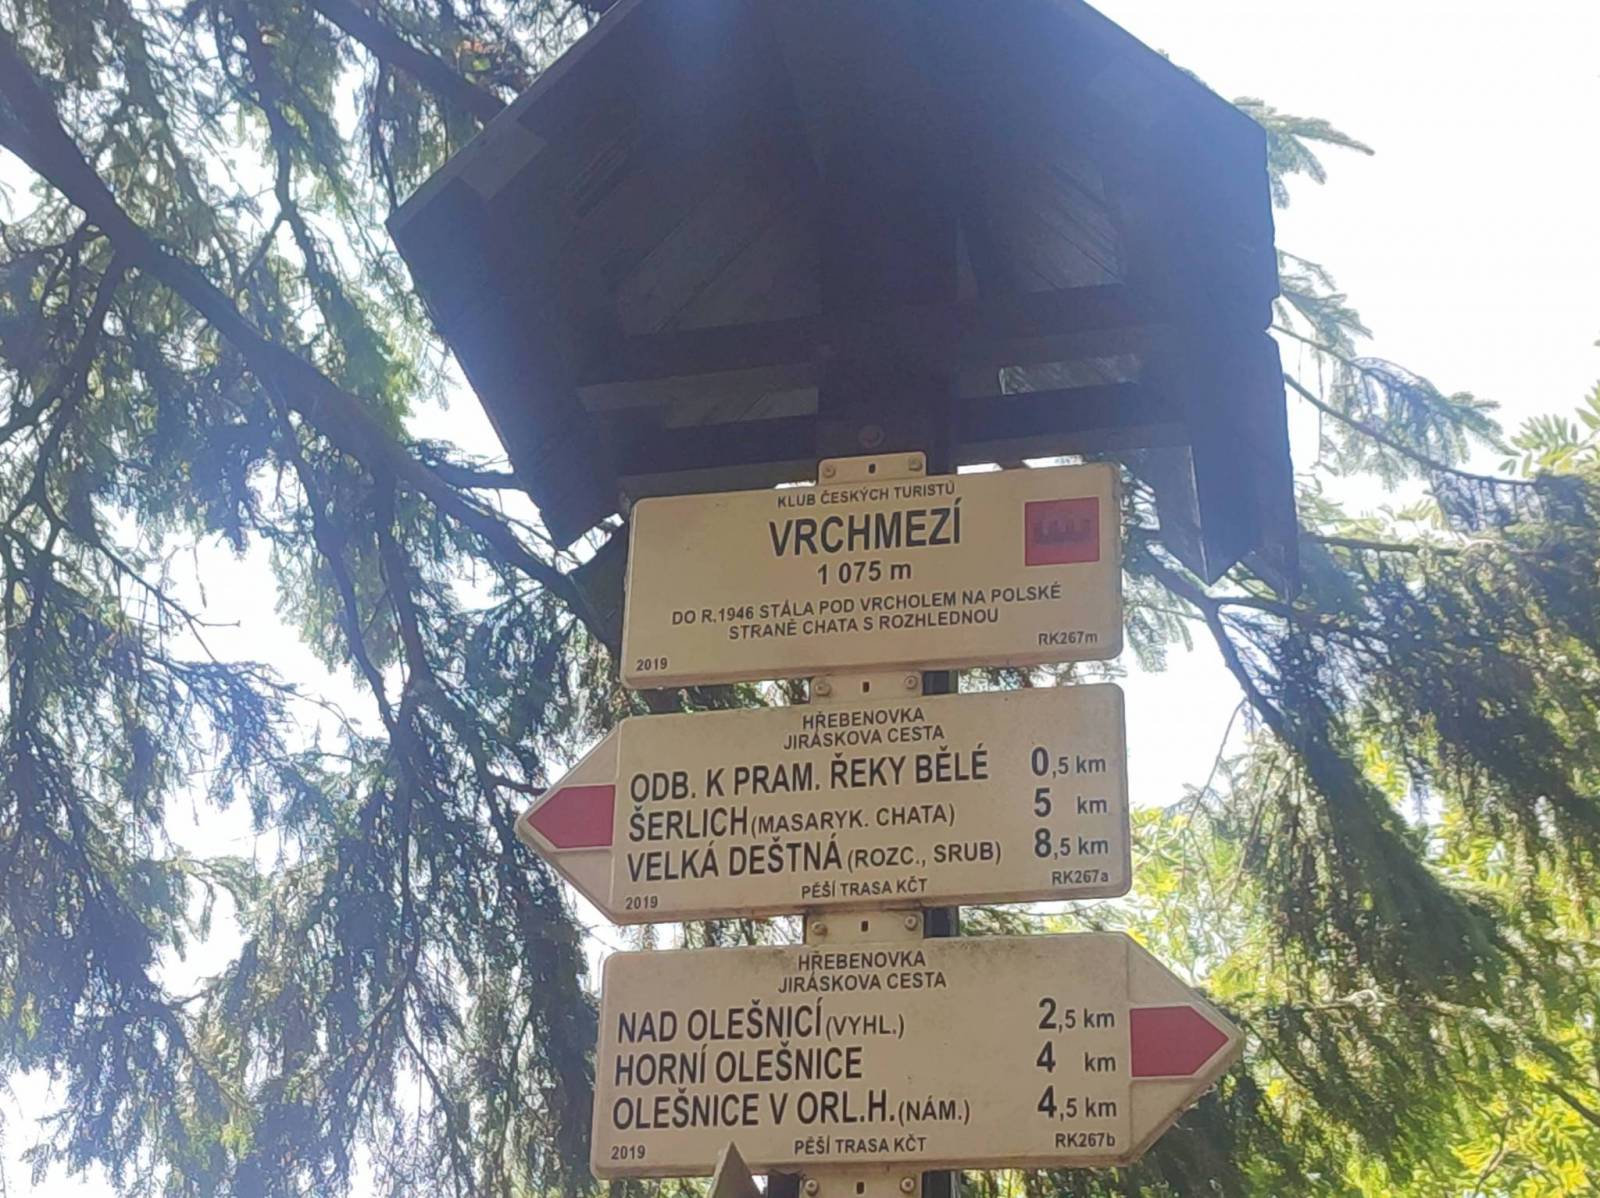 KLUB ČESKÝCH TURISTŮ
VRCHMEZÍ
1 075 m
DO R.1946 STÁLA POD VRCHOLEM NA POLSKÉ
STRANĚ CHATA S ROZHLEDNOU
2019 RK267m
HŘEBENOVKA
JIRÁSKOVA CESTA
ODB. K PRAM. ŘEKY BĚLÉ 0,5 km
ŠERLICH (MASARYK. CHATA) 5 km
VELKÁ DEŠTNÁ (ROZC., SRUB) 8,5 km
2019 PĚŠÍ TRASA KČT RK267a
HŘEBENOVKA
JIRÁSKOVA CESTA
NAD OLEŠNICÍ (VYHL.) 2,5 km
HORNÍ OLEŠNICE 4 km
OLEŠNICE V ORL.H. (NÁM.) 4,5 km
2019 PĚŠÍ TRASA KČT RK267b